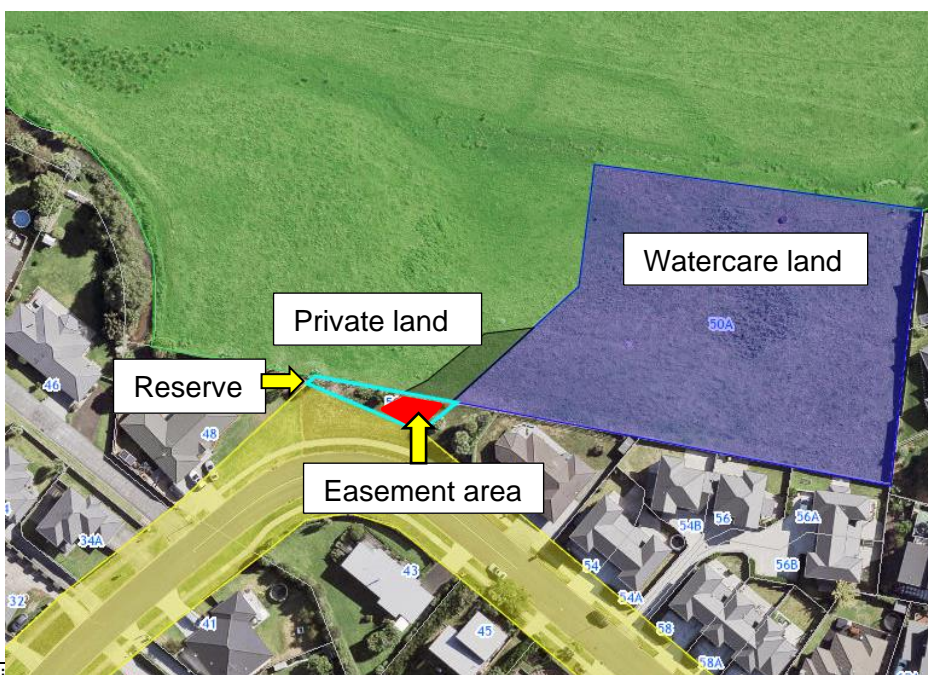 Watercare land
50A
Private land
Reserve
46
48
Easement area
34A
54B
56
56A
54
56B
43
32
41
54A
45
58
58A